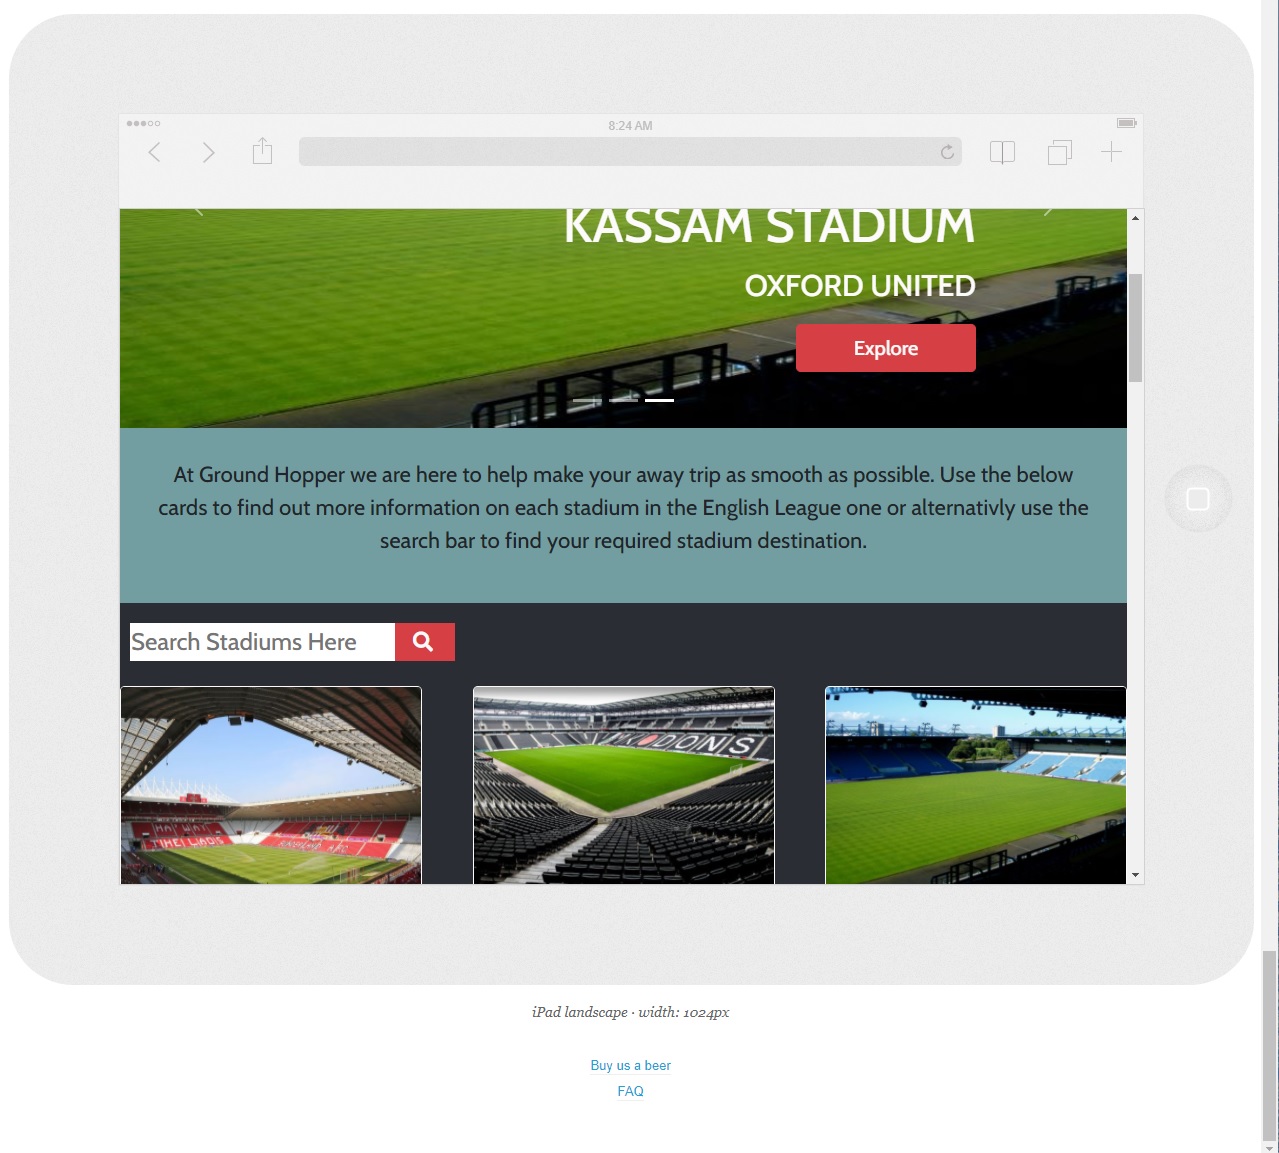 8:24 AM
KASSAM STADIUM
OXFORD UNITED
Explore
At Ground Hopper we are here to help make your away trip as smooth as possible. Use the below
cards to find out more information on each stadium in the English League one or alternativly use the
search bar to find your required stadium destination.
Search Stadiums Here
DONIS
iPad landscape · width: 1024px
Buy us a beer
FAQ